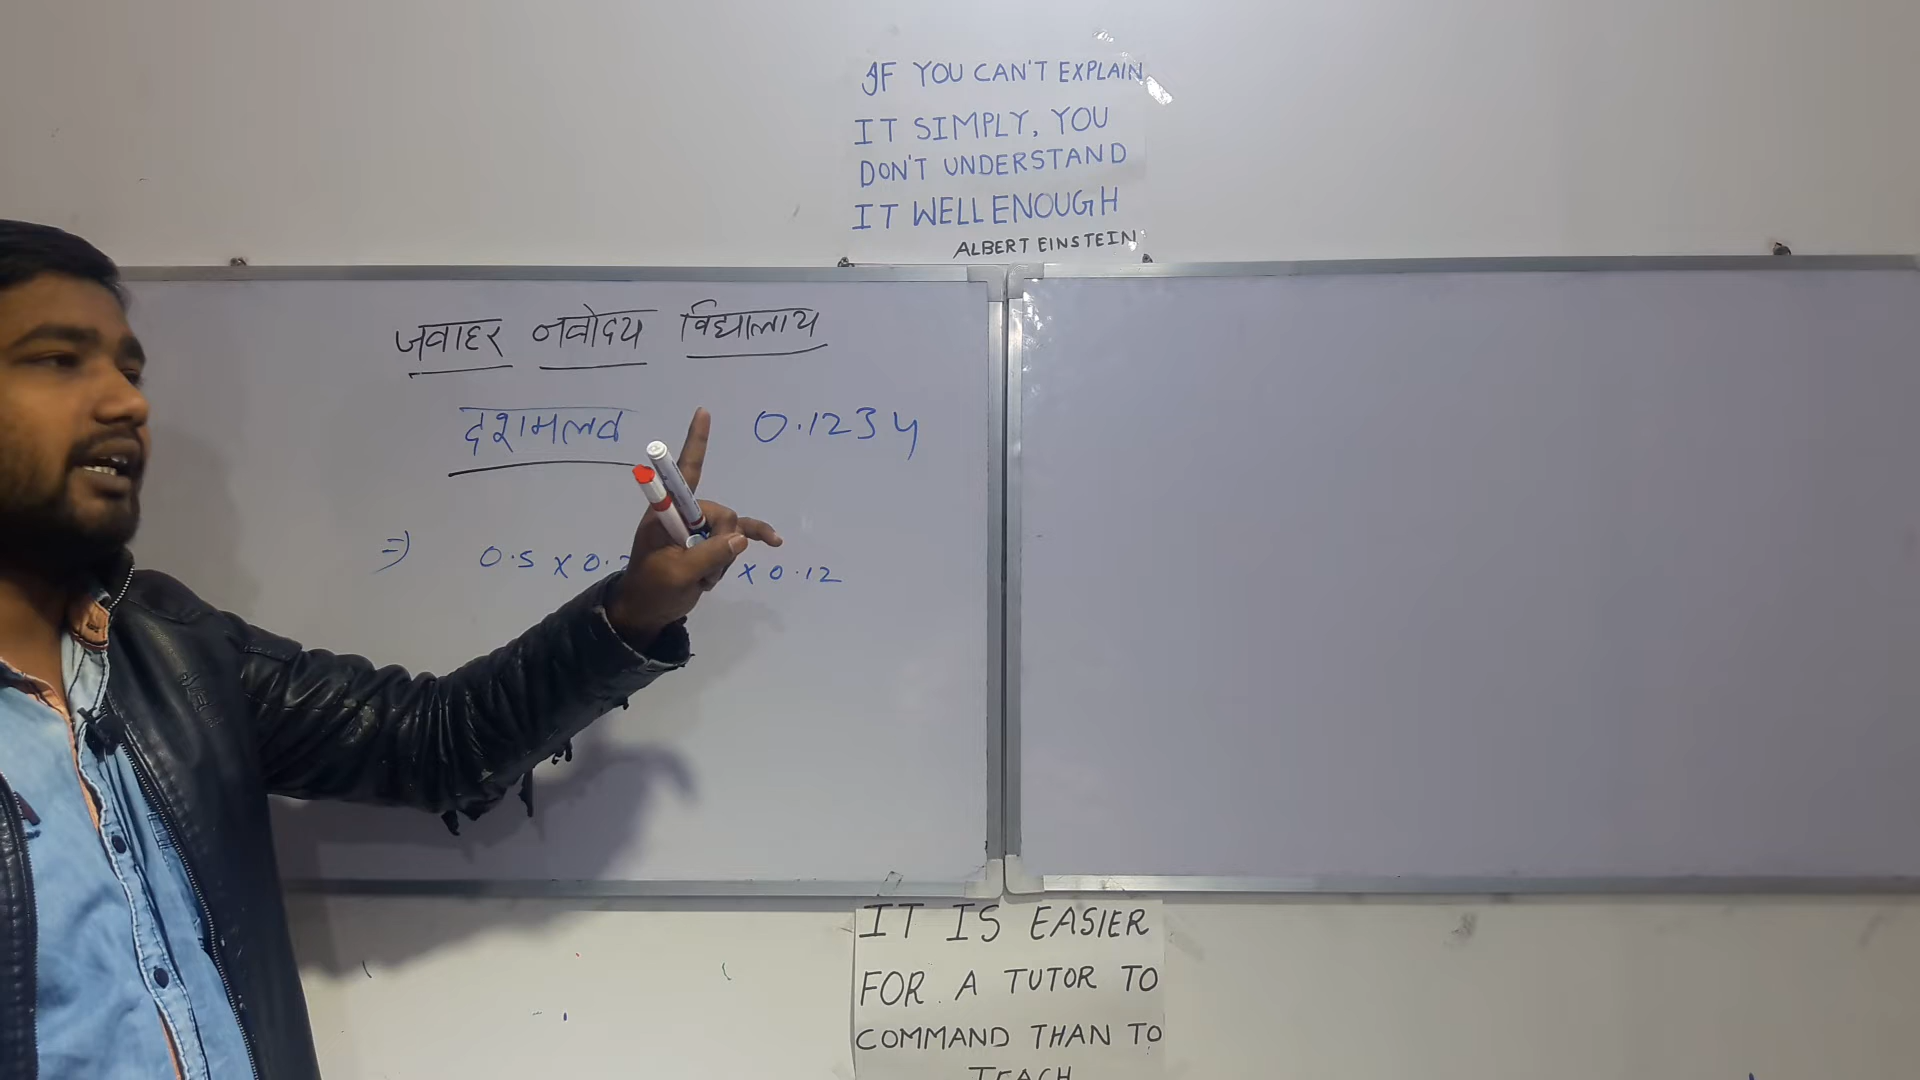 IF YOU CAN'T EXPLAIN
IT SIMPLY, YOU
DON'T UNDERSTAND
IT WELL ENOUGH
ALBERT EINSTEIN
जवाहर नवोदय विद्यालय
दशमलव 0.1234
=) 0.5 x 0. x 0.12
IT IS EASIER
FOR A TUTOR TO
COMMAND THAN TO
TEACH